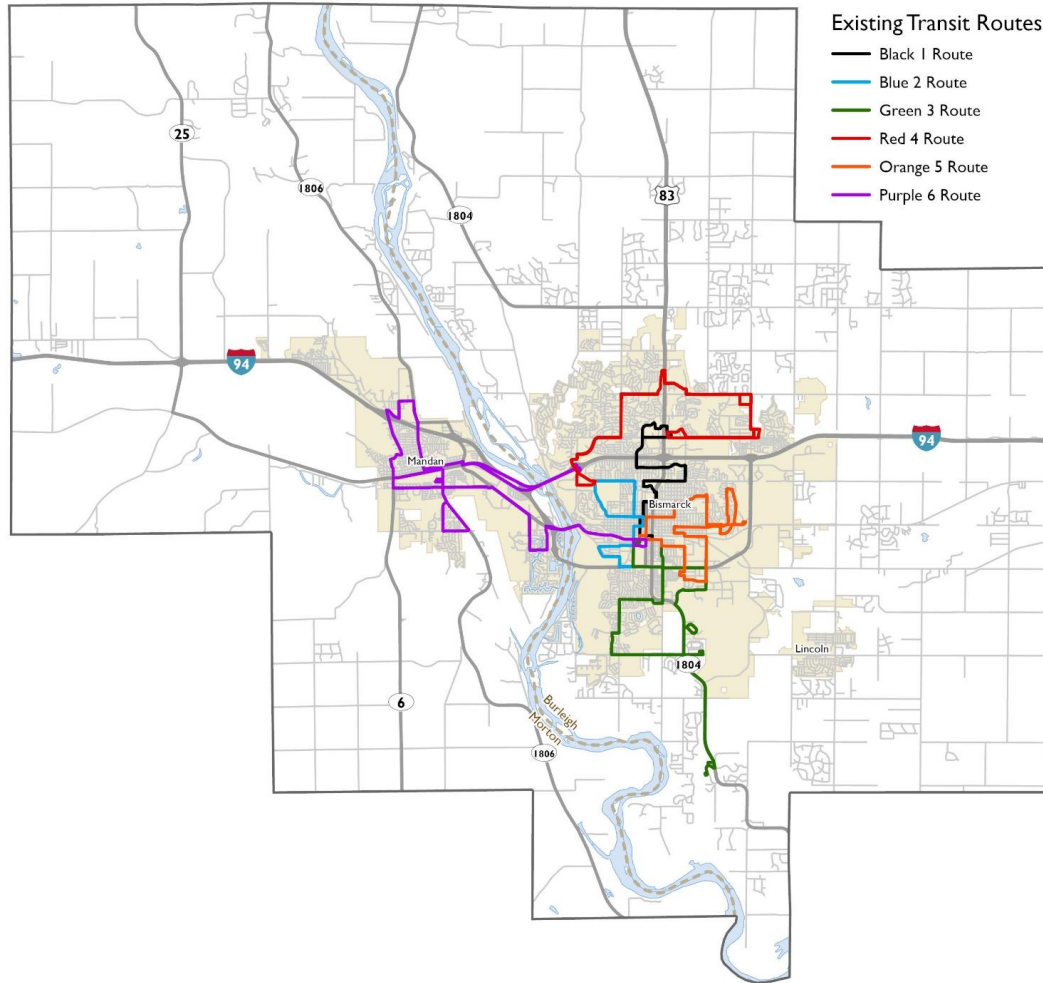 Existing Transit Routes
Black 1 Route
Blue 2 Route
Green 3 Route
Red 4 Route
Orange 5 Route
Purple 6 Route
25
1806
83
1804
94
94
Mandan
Bismarck
Lincoln
1804
6
Burleigh
Morton
1806